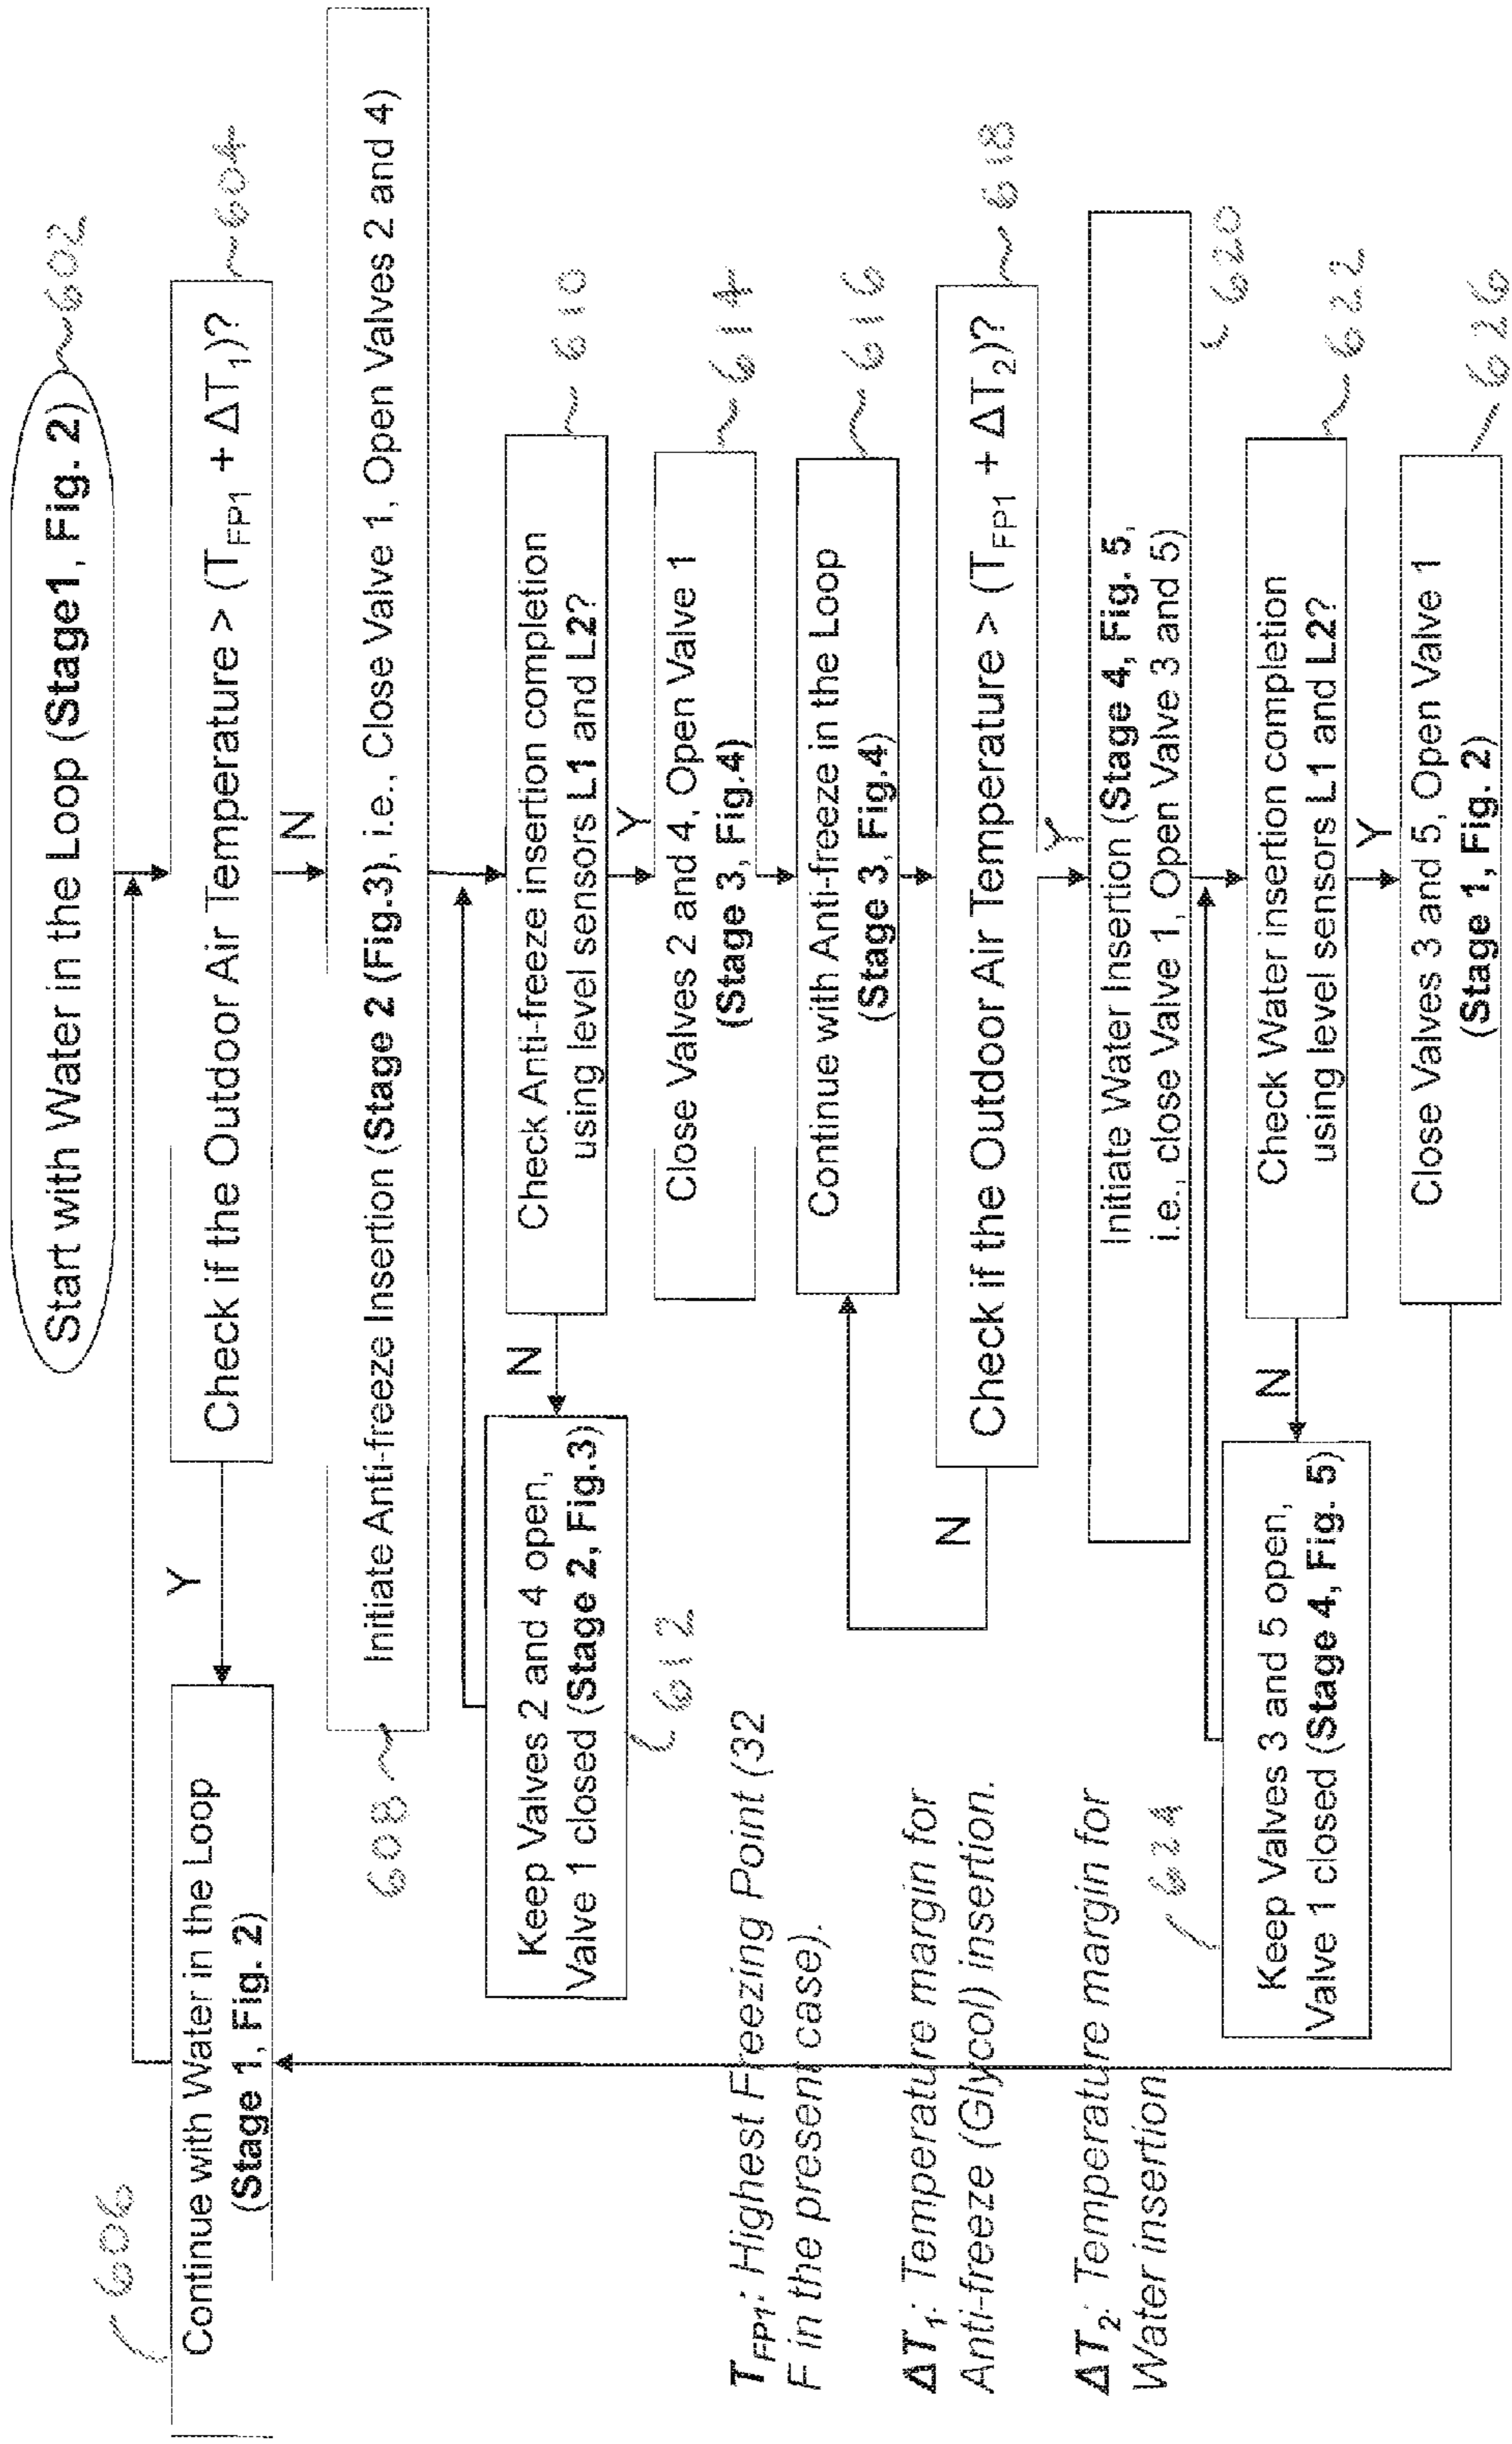 Start with Water in the Loop (Stage1, Fig. 2)
602
Check if the Outdoor Air Temperature > (TFP1 + ΔT1)?
604
Y
N
606
Continue with Water in the Loop
(Stage 1, Fig. 2)
608
Initiate Anti-freeze Insertion (Stage 2 (Fig.3), i.e., Close Valve 1, Open Valves 2 and 4)
Check Anti-freeze insertion completion
using level sensors L1 and L2?
610
N
Y
Keep Valves 2 and 4 open,
Valve 1 closed (Stage 2, Fig.3)
612
Close Valves 2 and 4, Open Valve 1
(Stage 3, Fig.4)
614
Continue with Anti-freeze in the Loop
(Stage 3, Fig.4)
616
Check if the Outdoor Air Temperature > (TFP1 + ΔT2)?
618
N
Y
Initiate Water Insertion (Stage 4, Fig. 5,
i.e., close Valve 1, Open Valve 3 and 5)
620
Check Water insertion completion
using level sensors L1 and L2?
622
N
Y
Keep Valves 3 and 5 open,
Valve 1 closed (Stage 4, Fig. 5)
624
Close Valves 3 and 5, Open Valve 1
(Stage 1, Fig. 2)
626
TFP1: Highest Freezing Point (32
F in the present case).
ΔT1: Temperature margin for
Anti-freeze (Glycol) insertion.
ΔT2: Temperature margin for
Water insertion